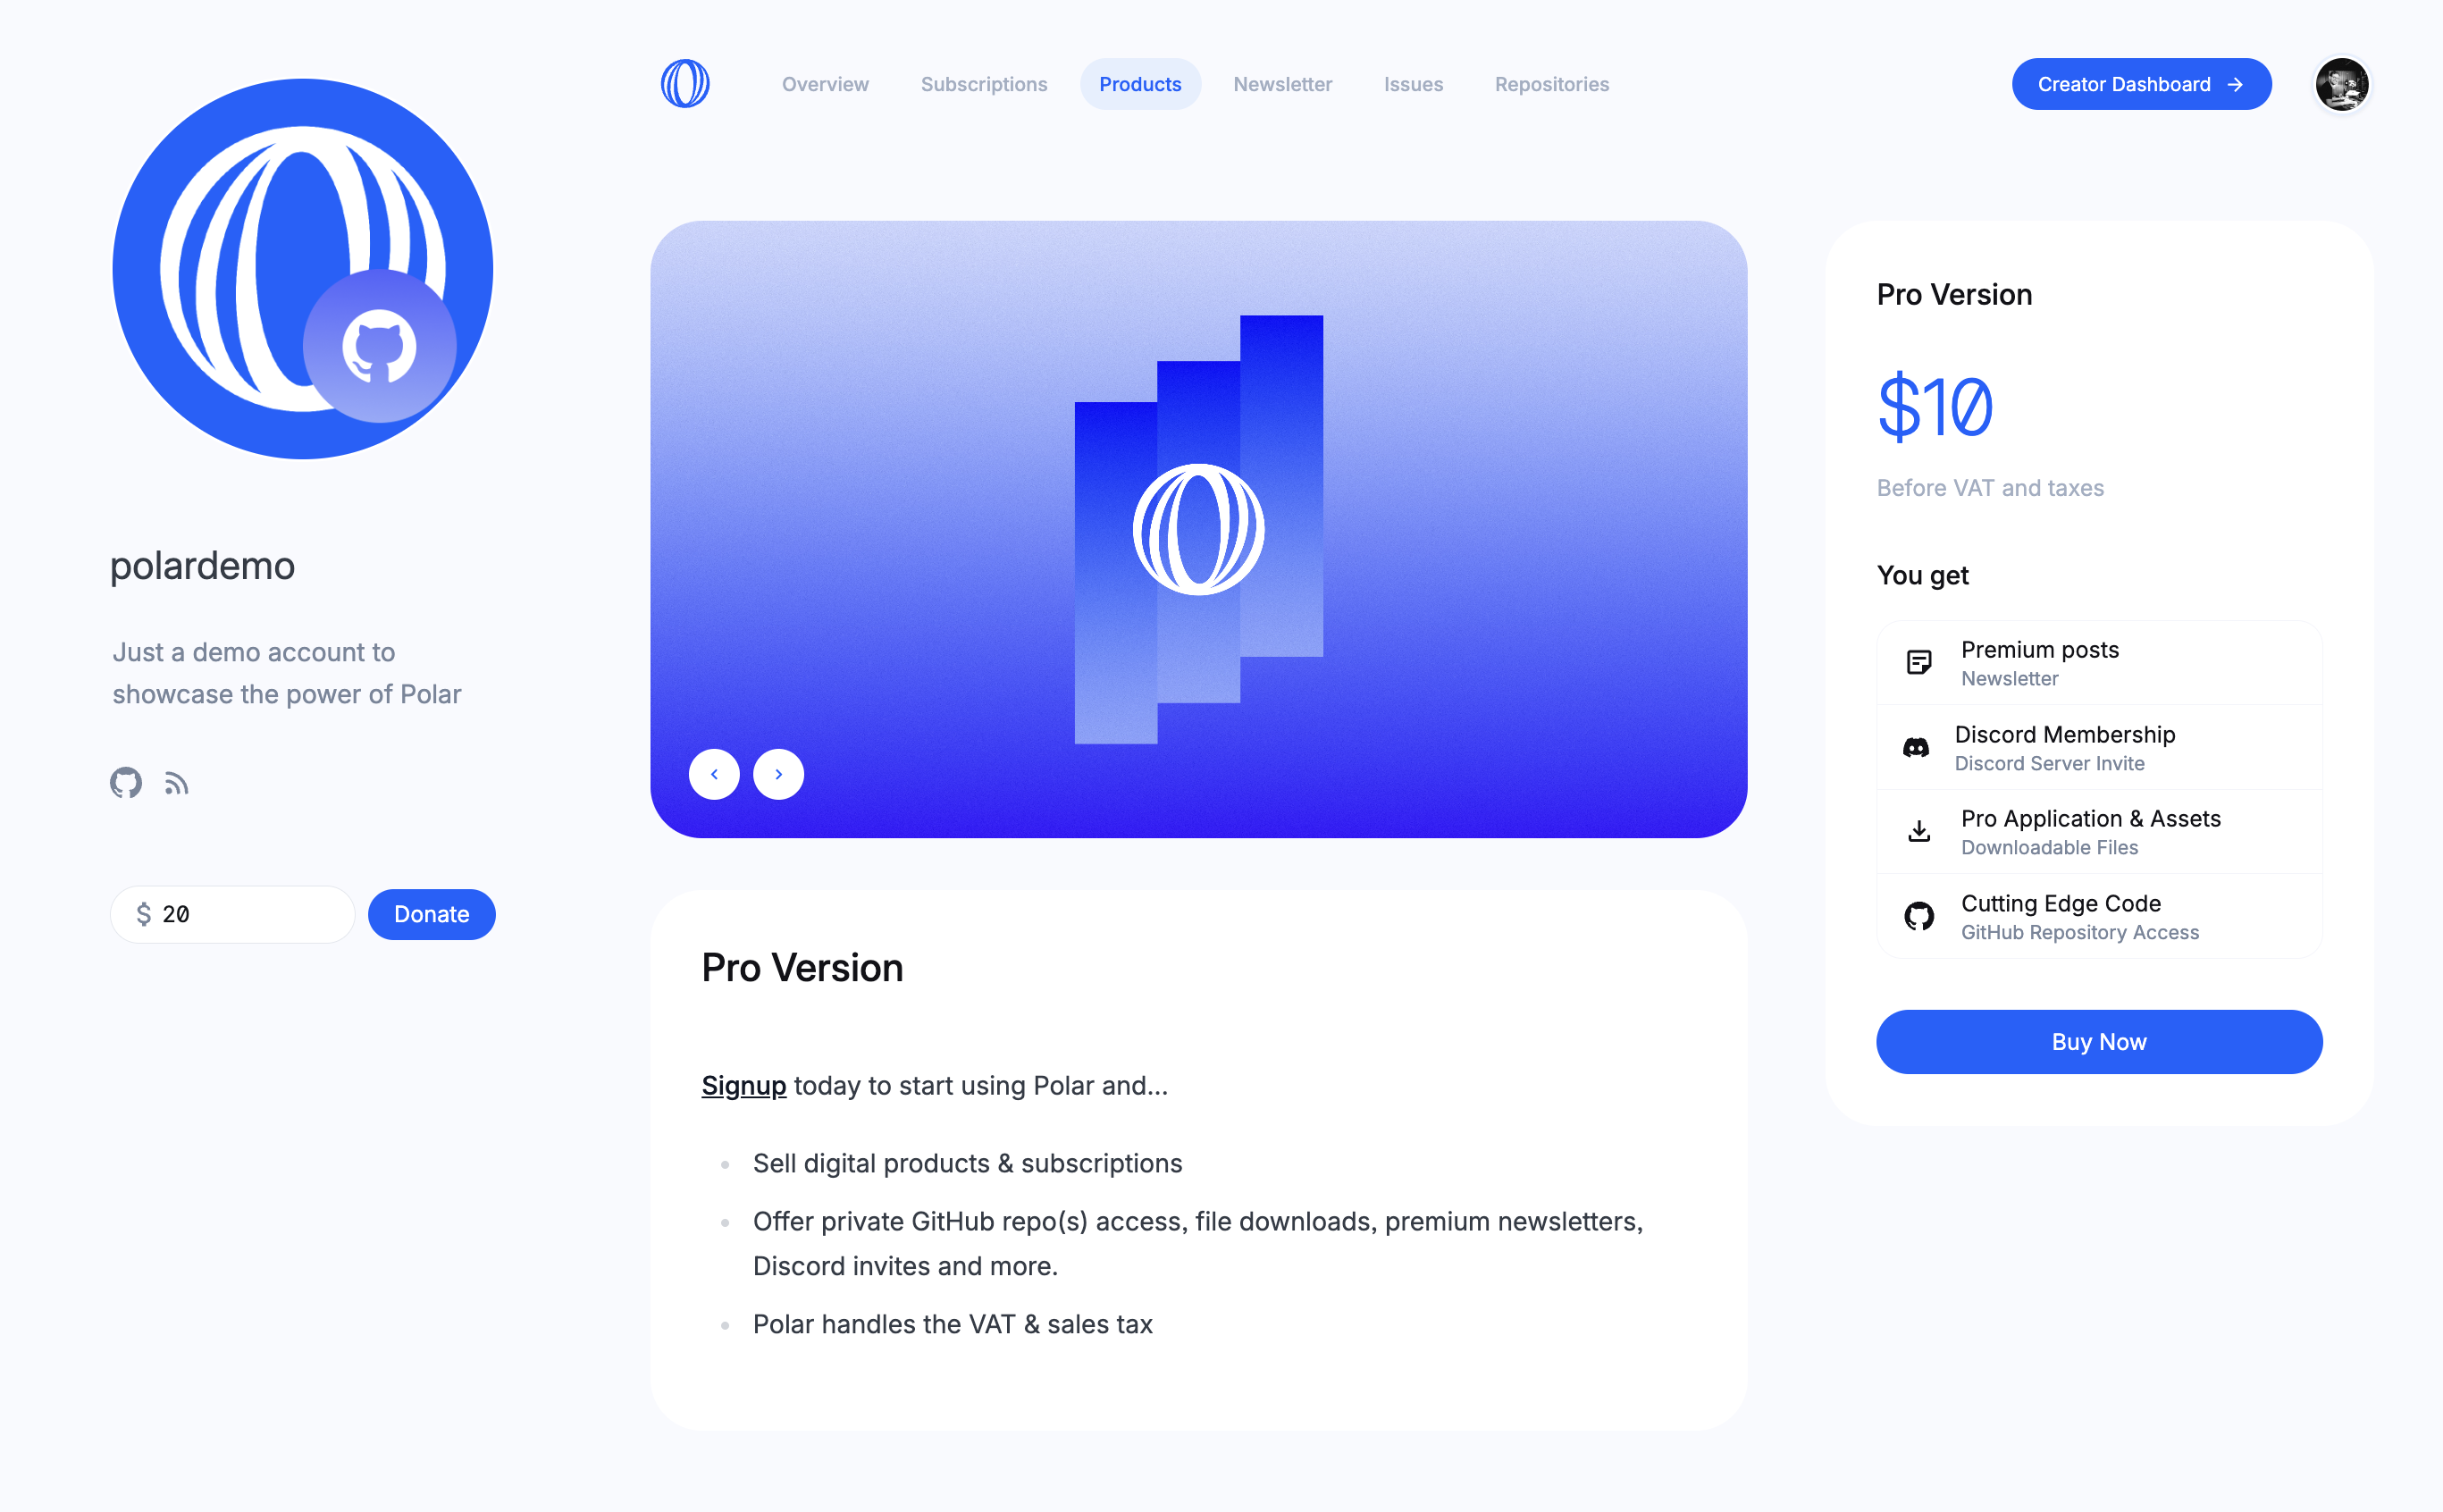 Overview
Subscriptions
Products
Newsletter
Issues
Repositories
Creator Dashboard
polardemo
Just a demo account to
showcase the power of Polar
$ 20
Donate
Pro Version
Signup today to start using Polar and...
Sell digital products & subscriptions
Offer private GitHub repo(s) access, file downloads, premium newsletters,
Discord invites and more.
Polar handles the VAT & sales tax
Pro Version
$10
Before VAT and taxes
You get
Premium posts
Newsletter
Discord Membership
Discord Server Invite
Pro Application & Assets
Downloadable Files
Cutting Edge Code
GitHub Repository Access
Buy Now